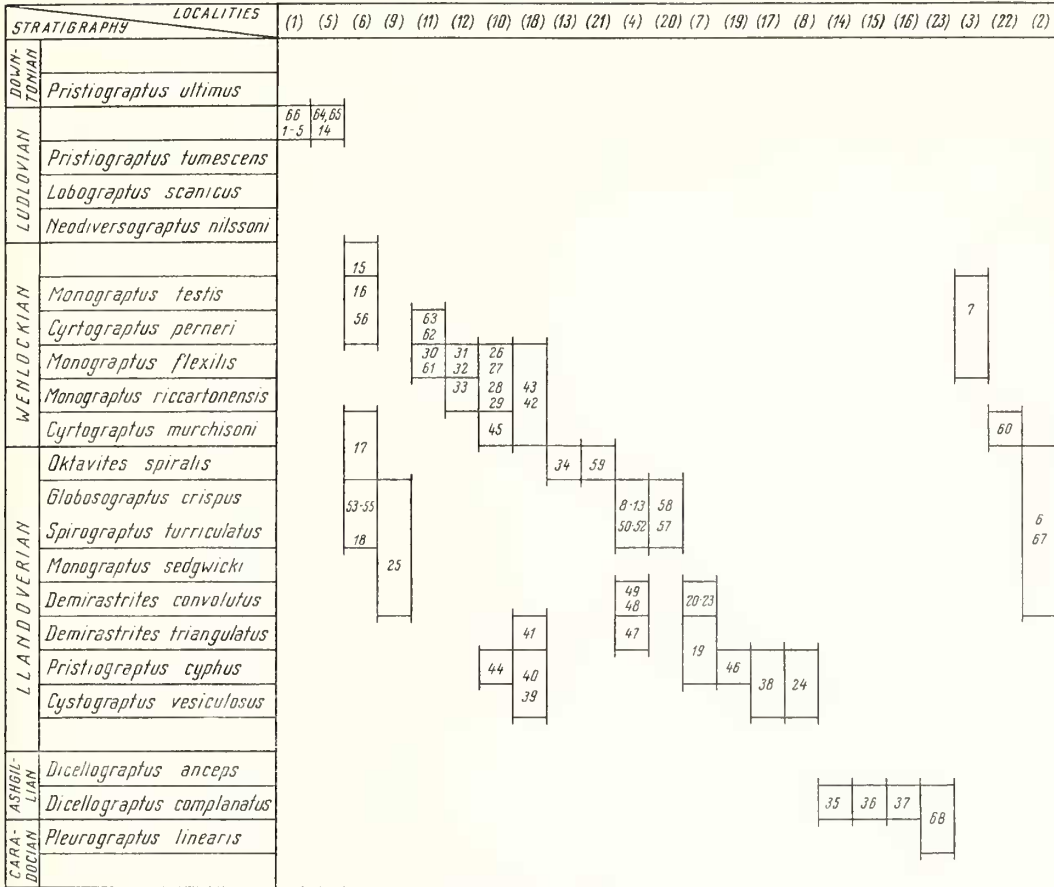 LOCALITIES
STRATIGRAPHY
(1) (5) (6) (9) (11) (12) (10) (18) (13) (21) (4) (20) (7) (19) (17) (8) (14) (15) (16) (23) (3) (22) (2)
DOWN-
TONIAN
Pristiograptus ultimus
LUDLOVIAN
66 64,65
1-5 14
Pristiograptus tumescens
Lobograptus scanicus
Neodiversograptus nilssoni
WENLOCKIAN
15
Monograptus testis 16 7
Cyrtograptus perneri 56 63
62
Monograptus flexilis 30 31 26
61 32 27
Monograptus riccartonensis 33 28 43
29 42
Cyrtograptus murchisoni 45 60
LLANDOVERIAN
17
Oktavites spiralis 34 59
Globosograptus crispus 53-55 8-13 58
Spirograptus turriculatus 50-52 57 6
18 67
Monograptus sedgwicki 25
Demirastrites convolutus 49 20-23
48
Demirastrites triangulatus 41 47
19
Pristiograptus cyphus 44 40 46 38 24
39
Cystograptus vesiculosus
ASHGIL-
LIAN
Dicellograptus anceps
Dicellograptus complanatus 35 36 37 68
CARA-
DOCIAN
Pleurograptus linearis